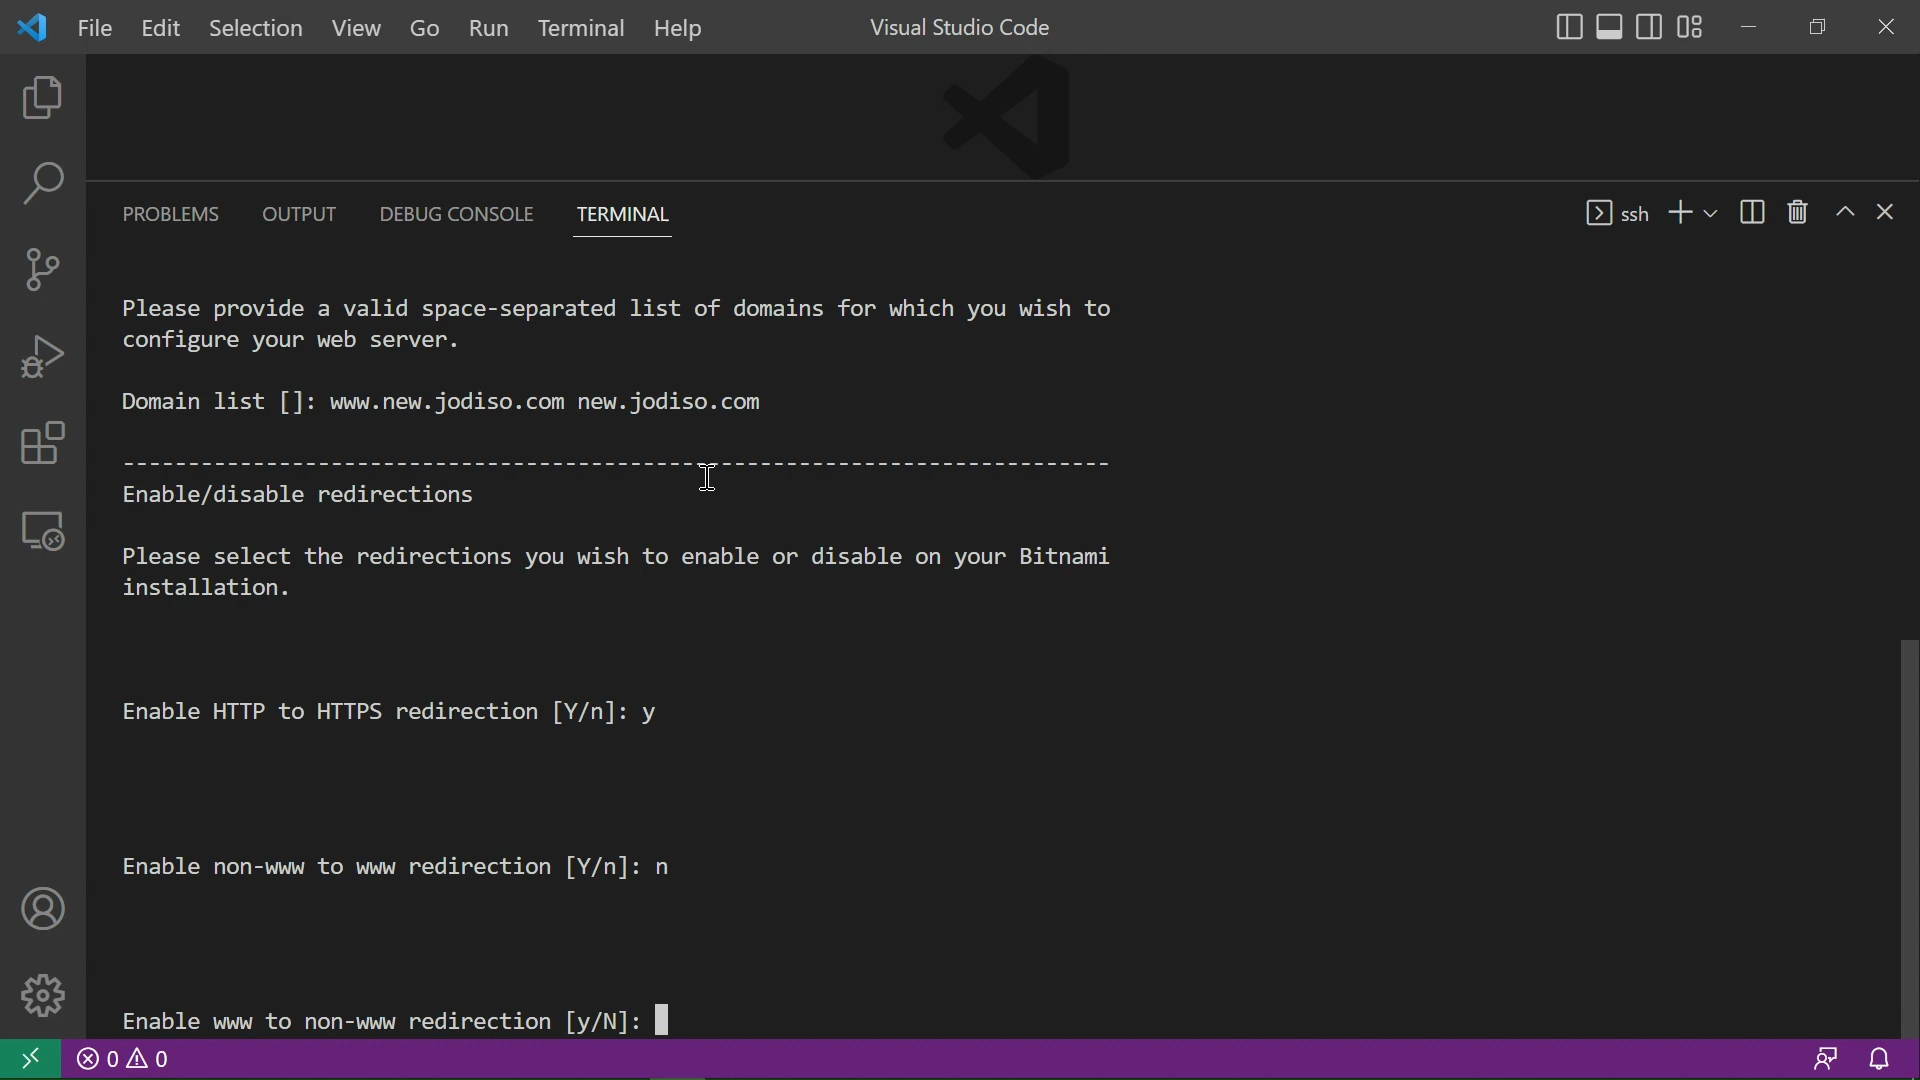 File Edit Selection View Go Run Terminal Help Visual Studio Code
PROBLEMS OUTPUT DEBUG CONSOLE TERMINAL ssh
Please provide a valid space-separated list of domains for which you wish to
configure your web server.
Domain list []: www.new.jodiso.com new.jodiso.com
----------------------------------------------------------------------------
Enable/disable redirections
Please select the redirections you wish to enable or disable on your Bitnami
installation.
Enable HTTP to HTTPS redirection [Y/n]: y
Enable non-www to www redirection [Y/n]: n
Enable www to non-www redirection [y/N]:
0 0